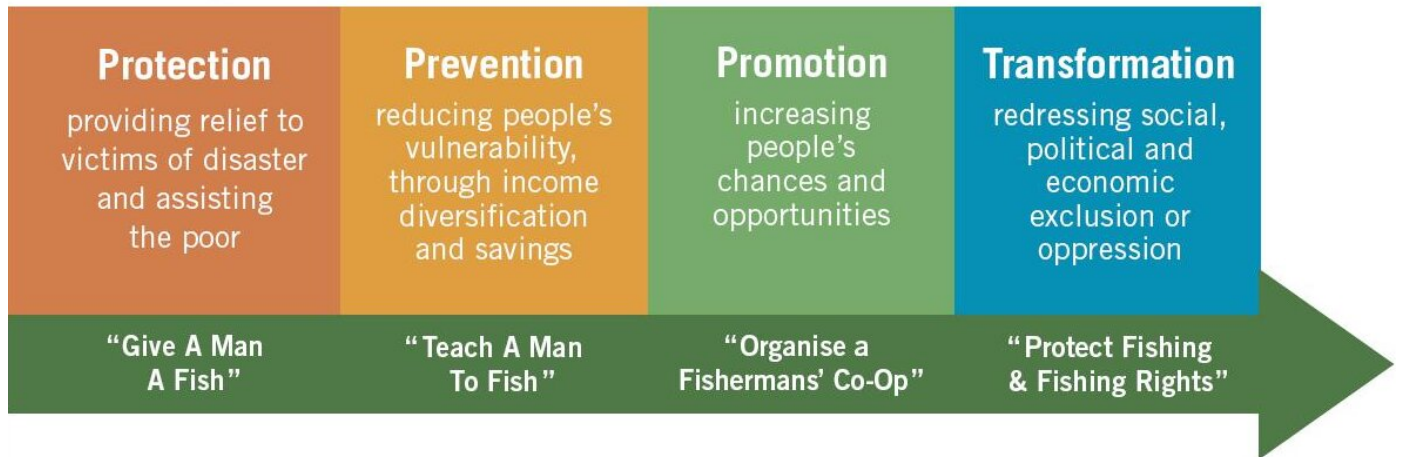 Protection
providing relief to
victims of disaster
and assisting
the poor
“Give A Man
A Fish”
Prevention
reducing people’s
vulnerability,
through income
diversification
and savings
“Teach A Man
To Fish”
Promotion
increasing
people’s
chances and
opportunities
“Organise a
Fishermans’ Co-Op”
Transformation
redressing social,
political and
economic
exclusion or
oppression
“Protect Fishing
& Fishing Rights”